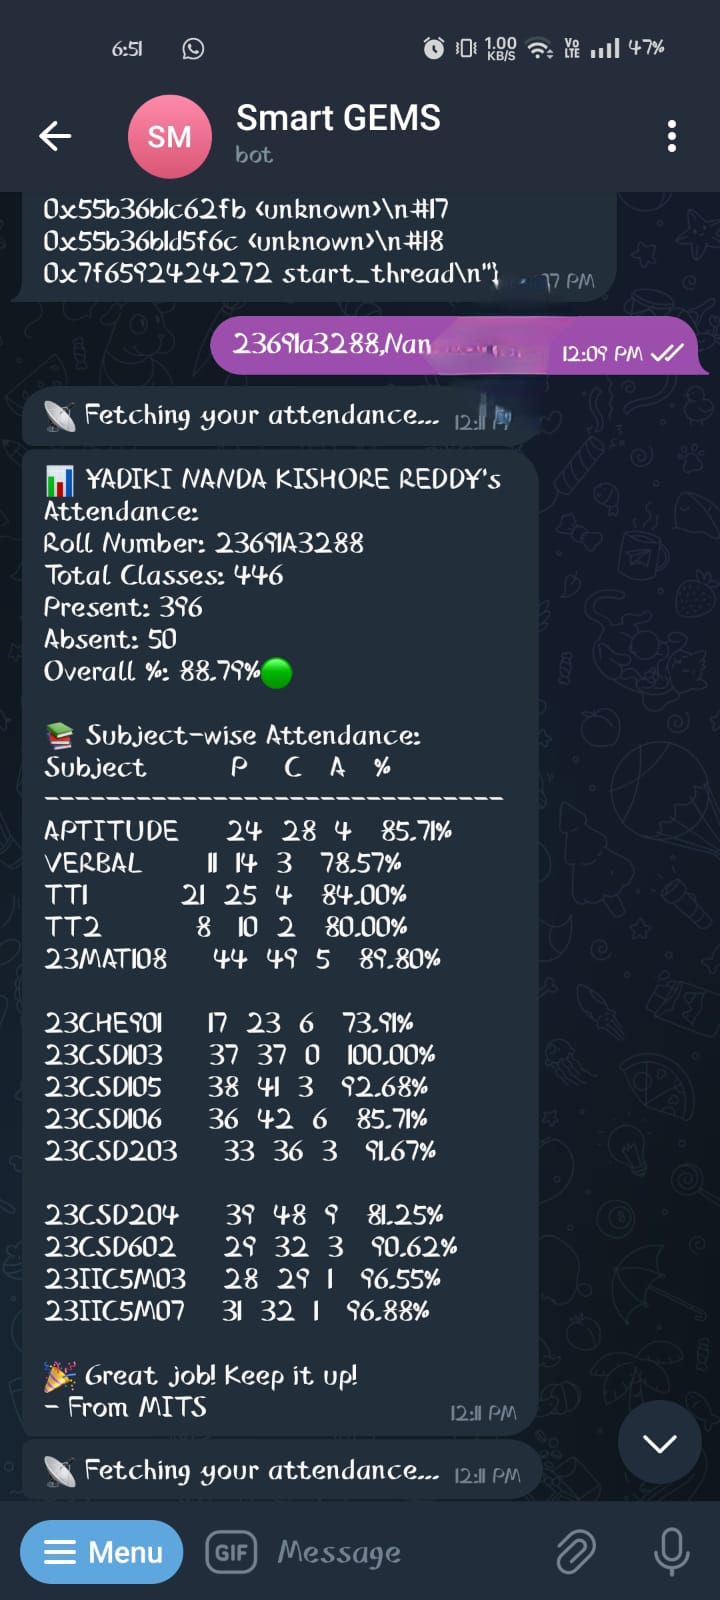 6:51
1.00 KB/S
Vo LTE
47%
SM
Smart GEMS
bot
0x55b36b1c62fb <unknown>\n#17
0x55b36b1d5f6c <unknown>\n#18
0x7f6592424272 start_thread\n"}
7 PM
23691a3288,Nan
12:09 PM
📡 Fetching your attendance...
📊 YADIKI NANDA KISHORE REDDY's
Attendance:
Roll Number: 23691A3288
Total Classes: 446
Present: 396
Absent: 50
Overall %: 88.79%🟢
📚 Subject-wise Attendance:
Subject P C A %
------------------------------
APTITUDE 24 28 4 85.71%
VERBAL 11 14 3 78.57%
TT1 21 25 4 84.00%
TT2 8 10 2 80.00%
23MAT108 44 49 5 89.80%
23CHE901 17 23 6 73.91%
23CSD103 37 37 0 100.00%
23CSD105 38 41 3 92.68%
23CSD106 36 42 6 85.71%
23CSD203 33 36 3 91.67%
23CSD204 39 48 9 81.25%
23CSD602 29 32 3 90.62%
23IIC5M03 28 29 1 96.55%
23IIC5M07 31 32 1 96.88%
🎉 Great job! Keep it up!
- From MITS
12:11 PM
📡 Fetching your attendance... 12:11 PM
Menu
GIF
Message